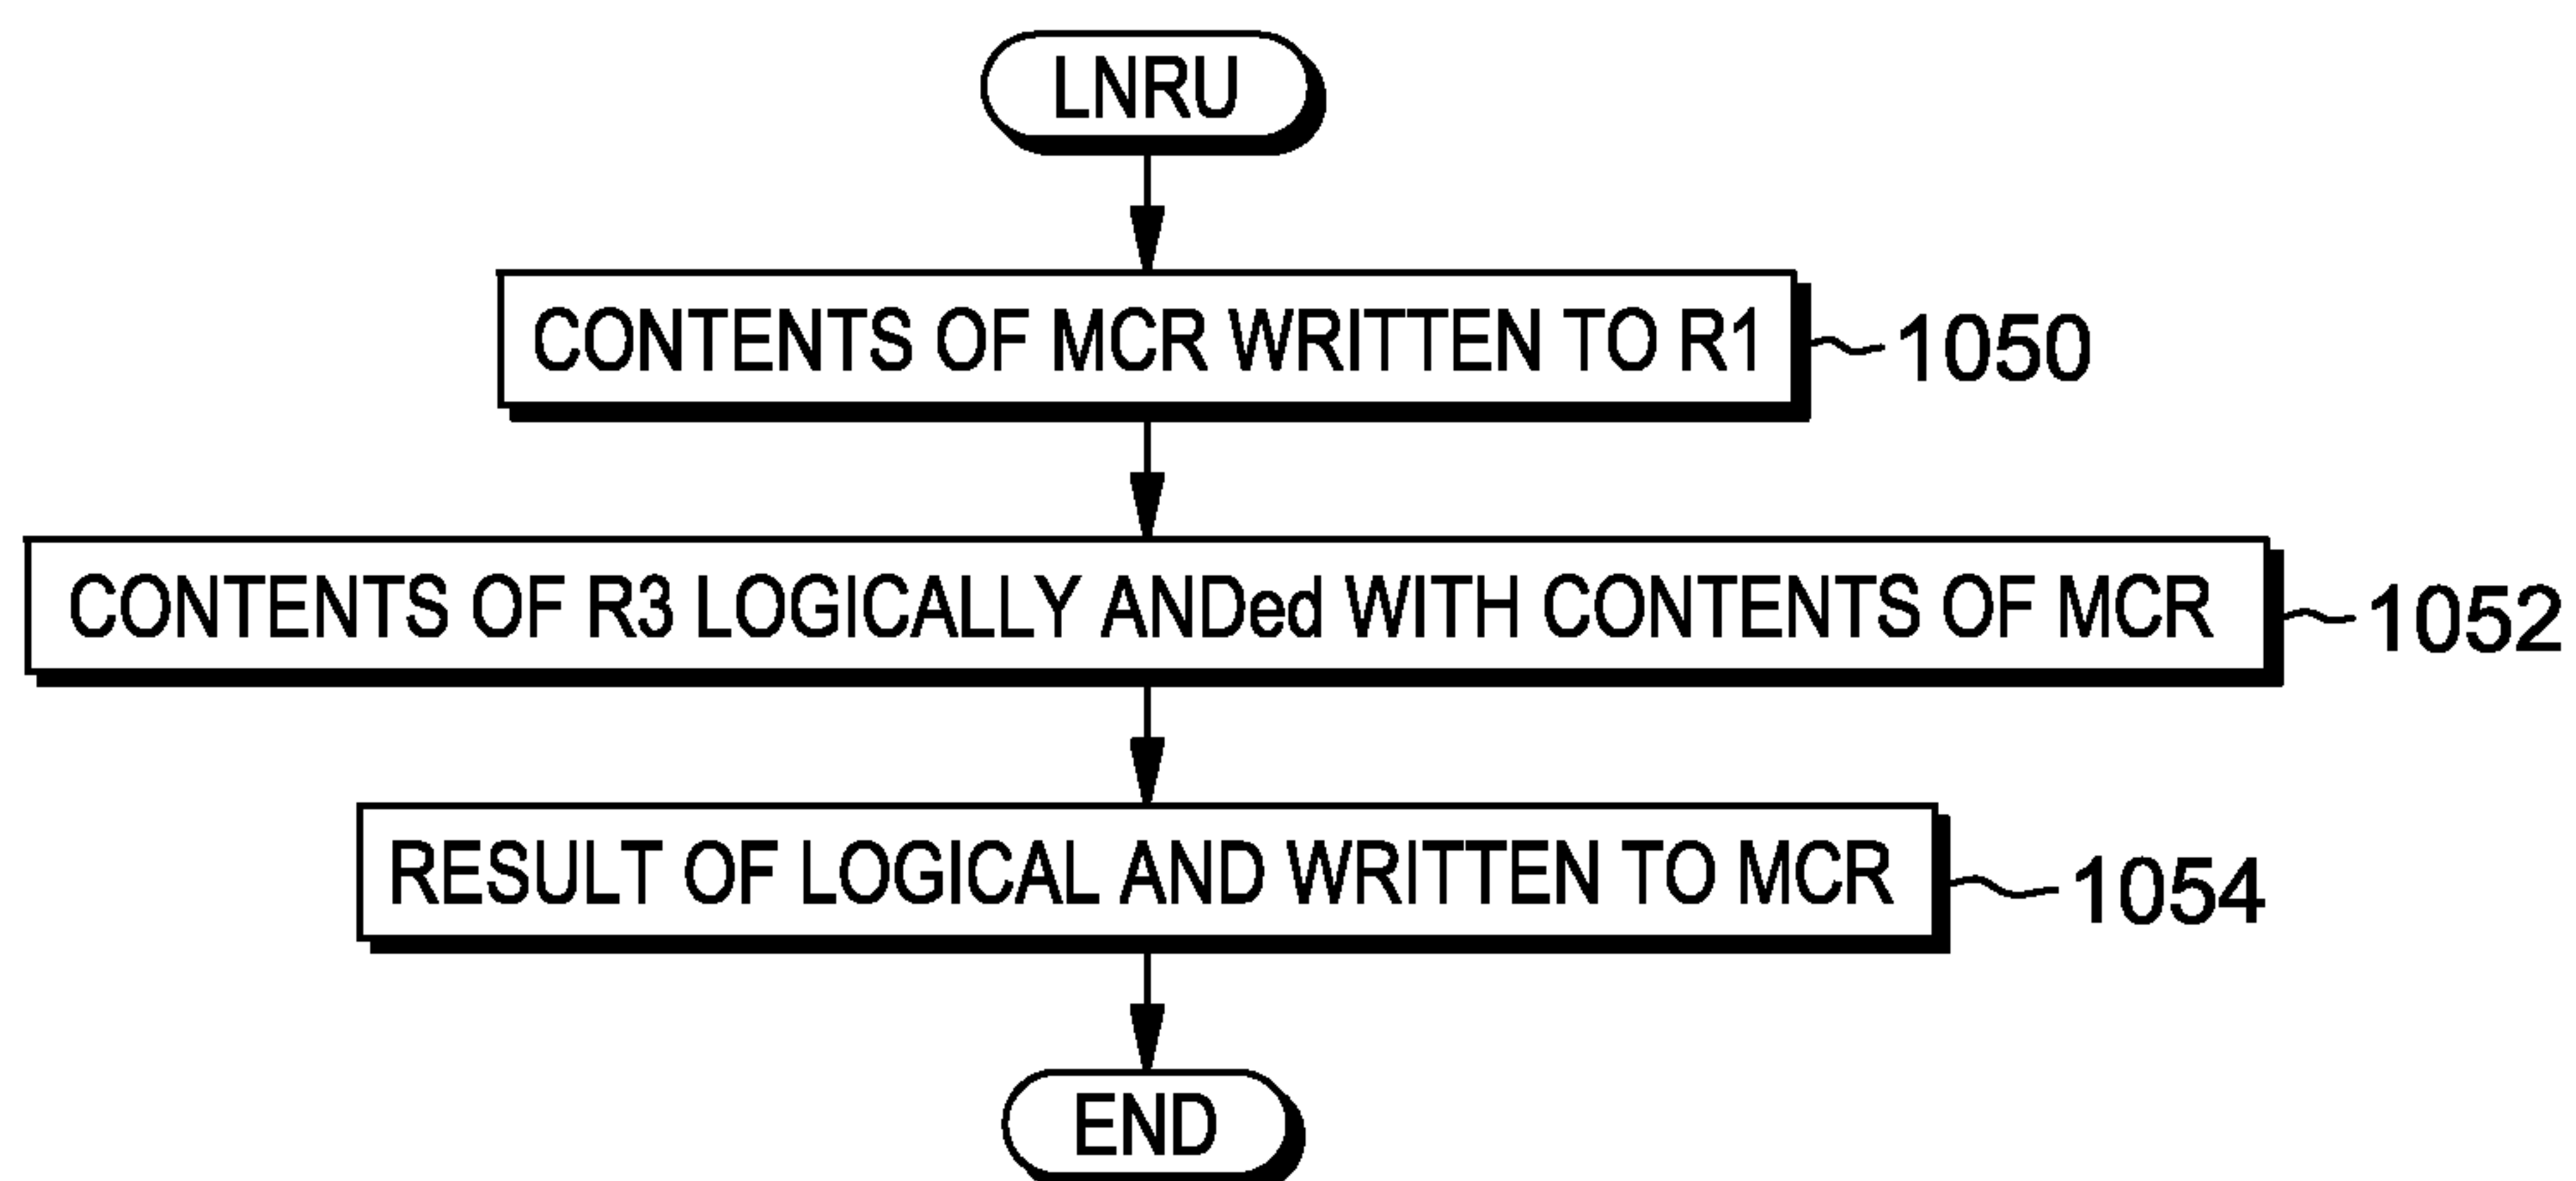 LNRU
CONTENTS OF MCR WRITTEN TO R1
1050
CONTENTS OF R3 LOGICALLY ANDed WITH CONTENTS OF MCR
1052
RESULT OF LOGICAL AND WRITTEN TO MCR
1054
END